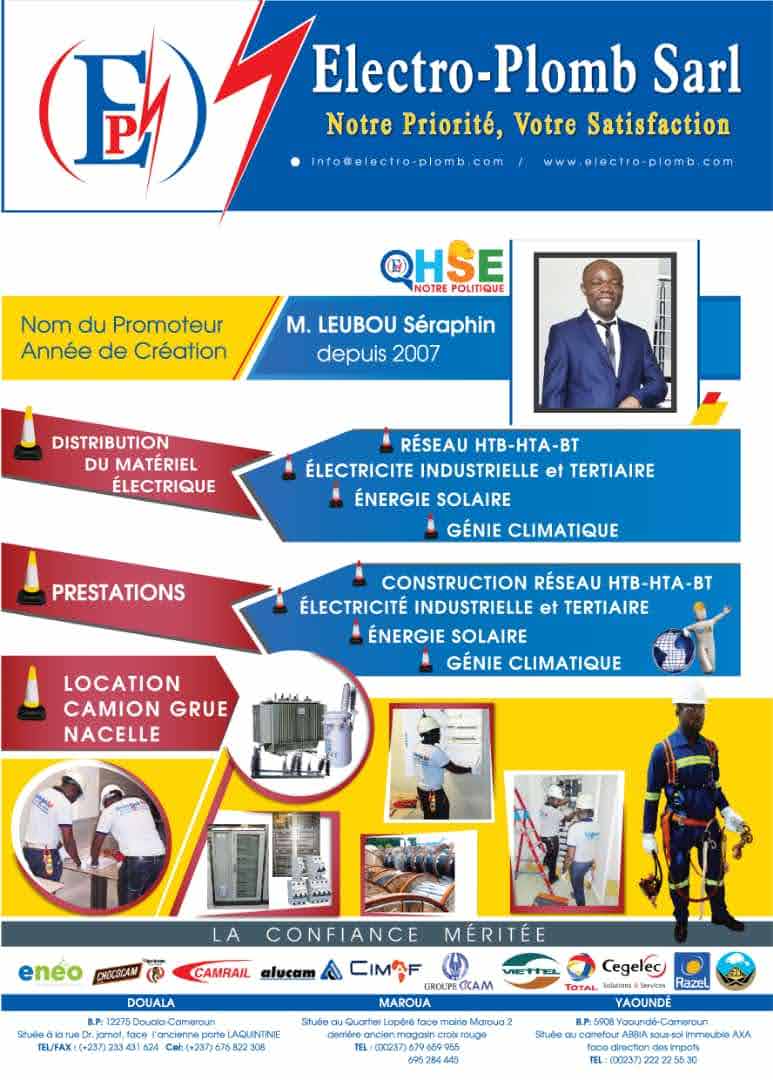 EP
Electro-Plomb Sarl
Notre Priorité, Votre Satisfaction
info@electro-plomb.com / www.electro-plomb.com
QHSE
NOTRE POLITIQUE
Nom du Promoteur
Année de Création
M. LEUBOU Séraphin
depuis 2007
DISTRIBUTION
DU MATÉRIEL
ÉLECTRIQUE
RÉSEAU HTB-HTA-BT
ÉLECTRICITE INDUSTRIELLE et TERTIAIRE
ÉNERGIE SOLAIRE
GÉNIE CLIMATIQUE
PRESTATIONS
CONSTRUCTION RÉSEAU HTB-HTA-BT
ÉLECTRICITÉ INDUSTRIELLE et TERTIAIRE
ÉNERGIE SOLAIRE
GÉNIE CLIMATIQUE
LOCATION
CAMION GRUE
NACELLE
LA CONFIANCE MÉRITÉE
eneo
CHOCOCAM
CAMRAIL
alucam
CIMAF
GROUPE CICAM
VIETTEL
TOTAL
Cegelec
Solutions & Services
RAZEL
DOUALA
B.P: 12275 Douala-Cameroun
Située à la rue Dr. jamot, face l'ancienne porte LAQUINTINIE
TEL/FAX : (+237) 233 431 624 Cel: (+237) 676 822 308
MAROUA
Située au Quartier Lopéré face mairie Maroua 2
derrière ancien magasin croix rouge
TEL : (00237) 679 659 955
695 284 445
YAOUNDÉ
B.P: 5908 Yaoundé-Cameroun
Située au carrefour ABBIA sous-sol immeuble AXA
face direction des impots
TEL : (00237) 222 22 55 30